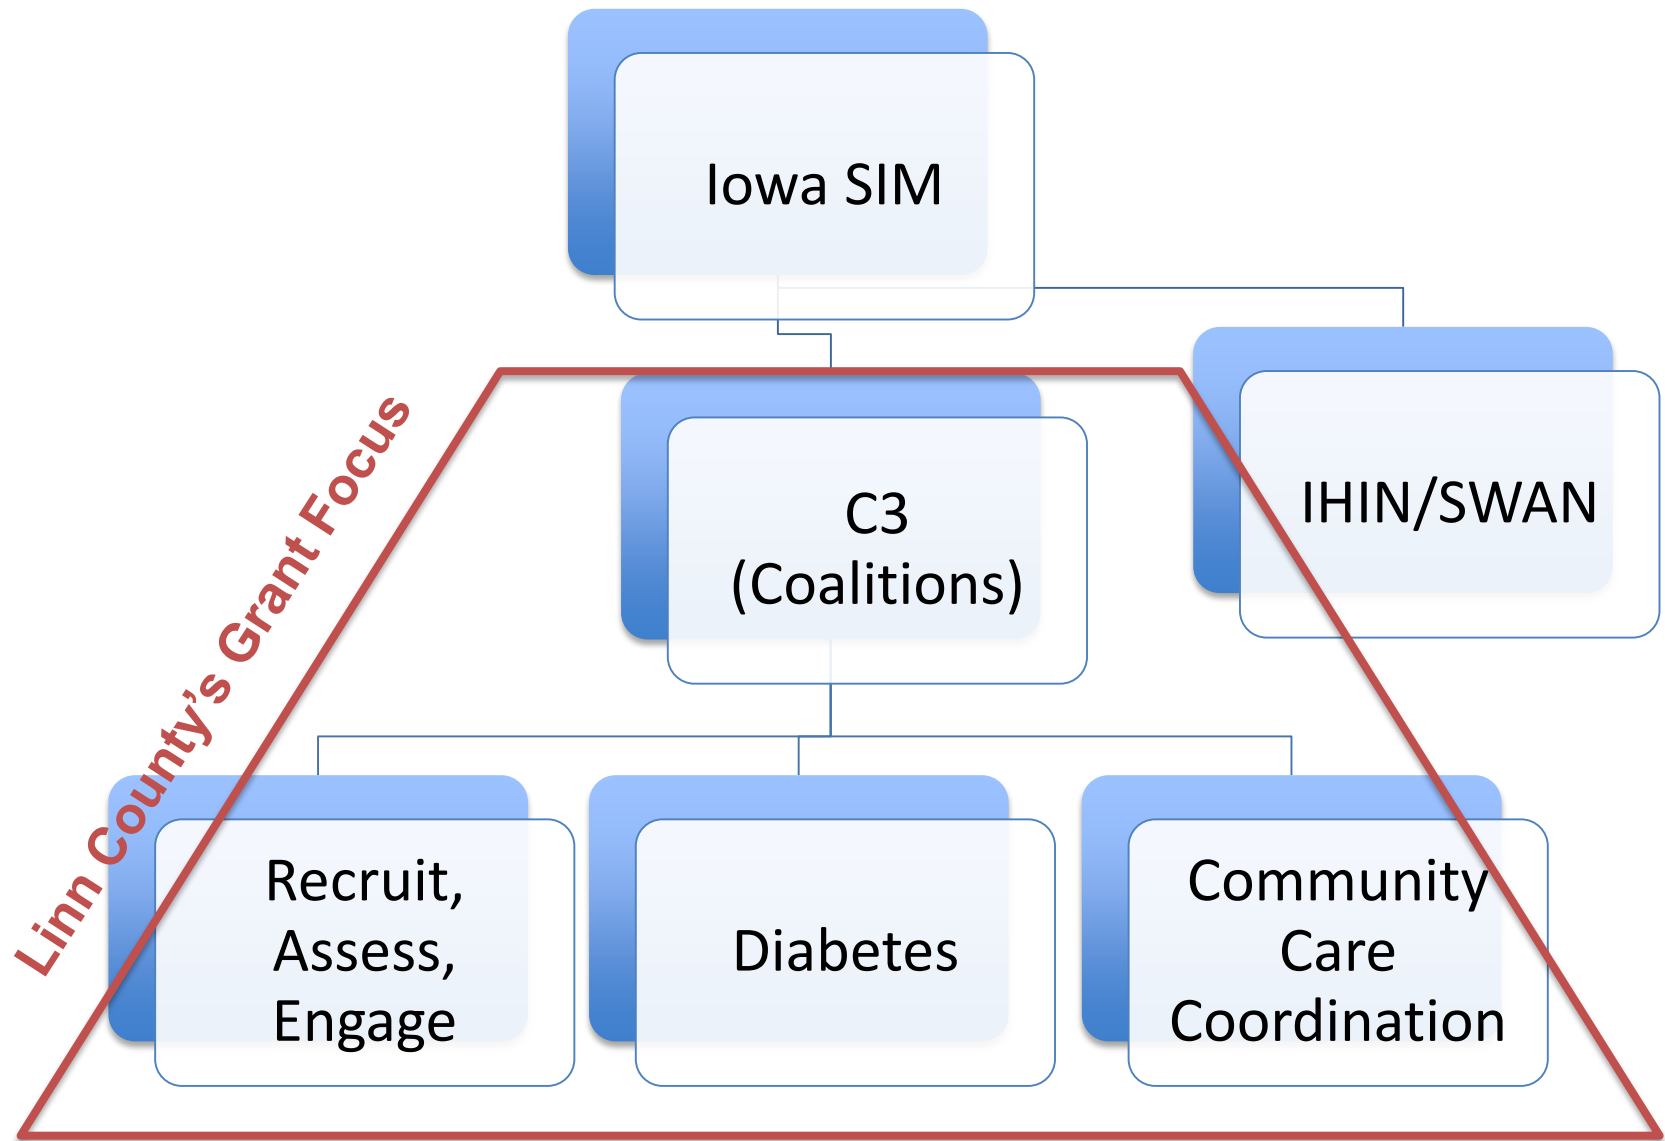 Iowa SIM
IHIN/SWAN
C3
(Coalitions)
Linn County’s Grant Focus
Recruit,
Assess,
Engage
Diabetes
Community
Care
Coordination